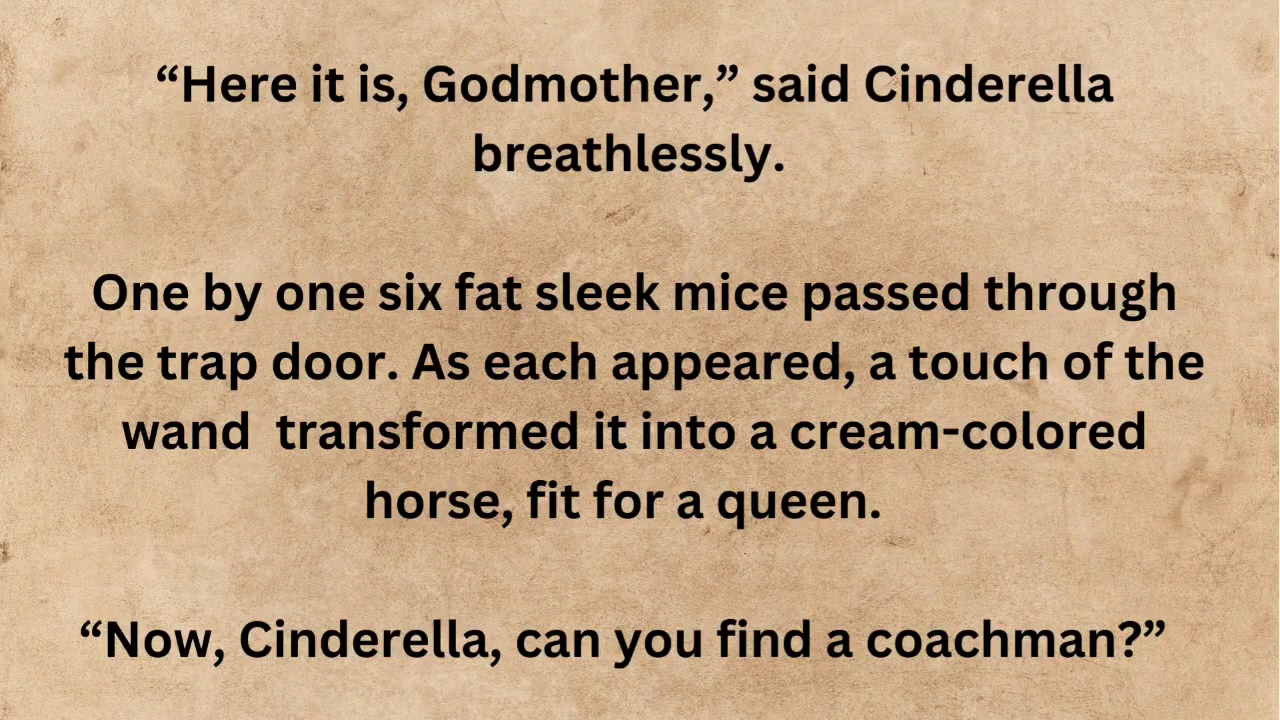 “Here it is, Godmother,” said Cinderella
breathlessly.
One by one six fat sleek mice passed through
the trap door. As each appeared, a touch of the
wand  transformed it into a cream-colored
horse, fit for a queen.
“Now, Cinderella, can you find a coachman?”